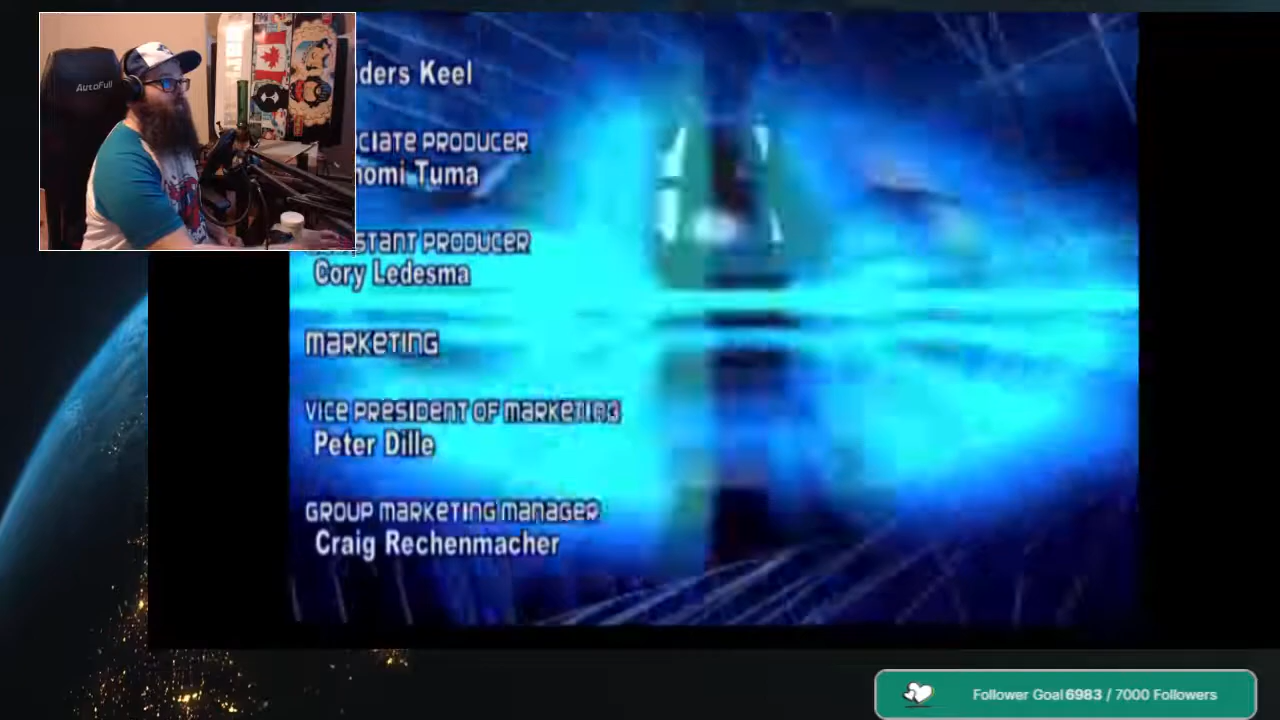 AutoFull
ders Keel
ciate producer
omi Tuma
stant producer
Cory Ledesma
marketing
vice president of marketing
Peter Dille
group marketing manager
Craig Rechenmacher
Follower Goal 6983 / 7000 Followers